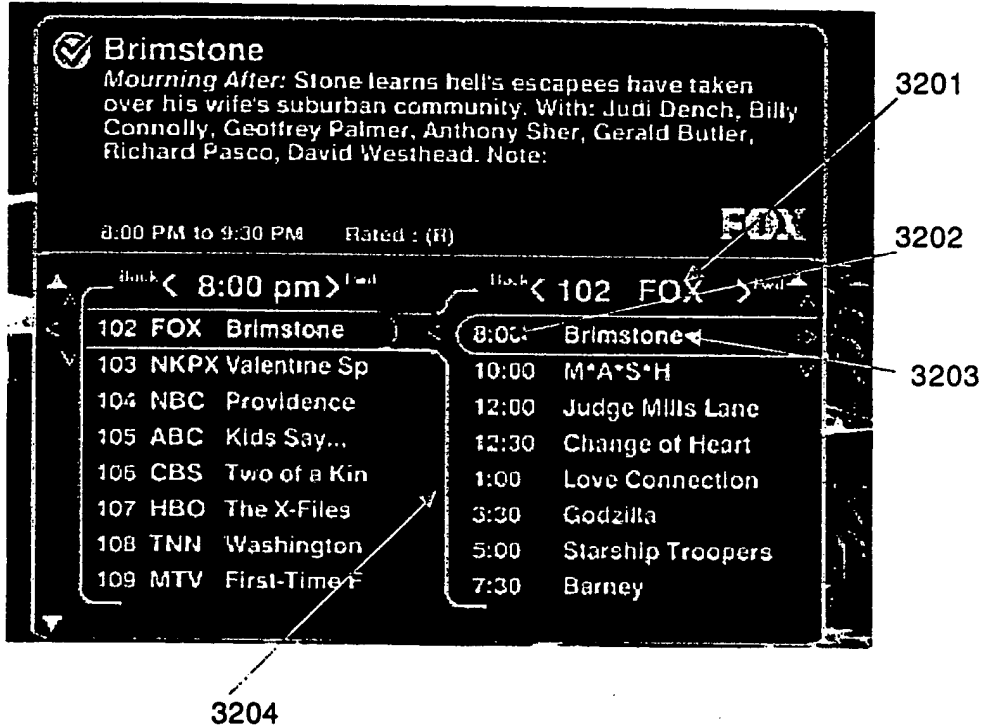 Brimstone
Mourning After: Stone learns hell's escapees have taken
over his wife's suburban community. With: Judi Dench, Billy
Connolly, Geoffrey Palmer, Anthony Sher, Gerald Butler,
Richard Pasco, David Westhead. Note:
8:00 PM to 9:30 PM Rated : (R)
FOX
Back < 8:00 pm > Fwd
102 FOX Brimstone
103 NKPX Valentine Sp
104 NBC Providence
105 ABC Kids Say...
106 CBS Two of a Kin
107 HBO The X-Files
108 TNN Washington
109 MTV First-Time F
Back < 102 FOX > Fwd
8:00 Brimstone
10:00 M*A*S*H
12:00 Judge Mills Lane
12:30 Change of Heart
1:00 Love Connection
3:30 Godzilla
5:00 Starship Troopers
7:30 Barney
3201
3202
3203
3204